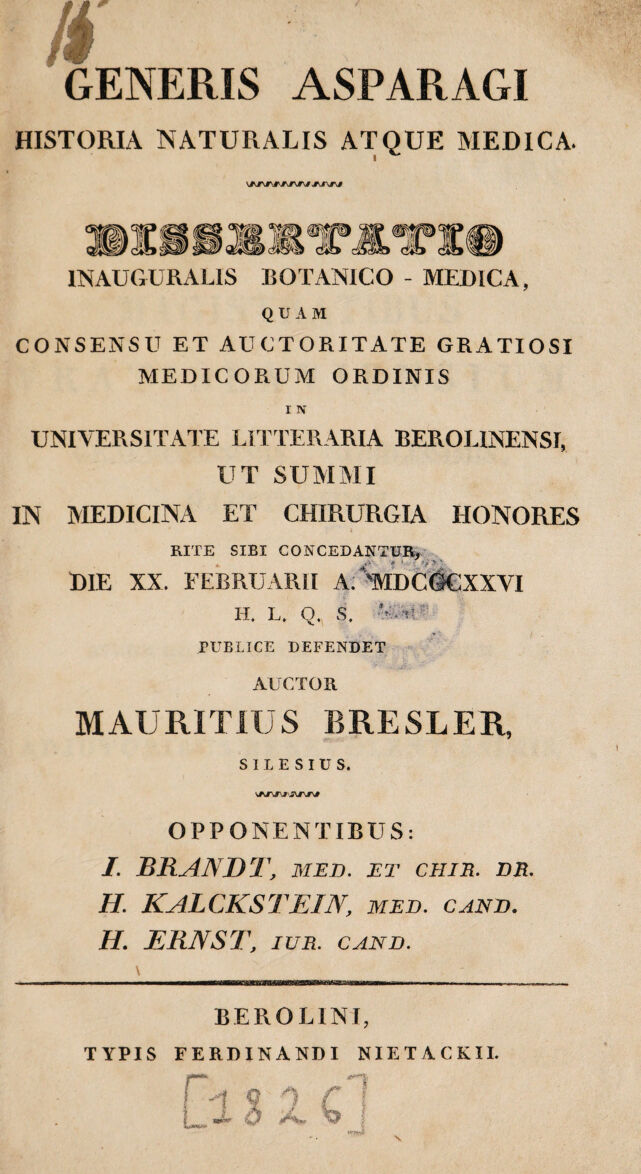 15
GENERIS ASPARAGI
HISTORIA NATURALIS ATQUE MEDICA.
DISSERTATIO
INAUGURALIS BOTANICO - MEDICA,
QUAM
CONSENSU ET AUCTORITATE GRATIOSI
MEDICORUM ORDINIS
IN
UNIVERSITATE LITTERARIA BEROLINENSI,
UT SUMMI
IN MEDICINA ET CHIRURGIA HONORES
RITE SIBI CONCEDANTUR,
DIE XX. FEBRUARII A. MDCCCXXVI
H. L. Q. S.
PUBLICE DEFENDET
AUCTOR
MAURITIUS BRESLER,
SILESIUS.
OPPONENTIBUS:
I. BRANDT, MED. ET CHIR. DR.
H. KALCKSTEIN, MED. CAND.
H. ERNST, IUR. CAND.
BEROLINI,
TYPIS FERDINANDI NIETACKII.
[1826]